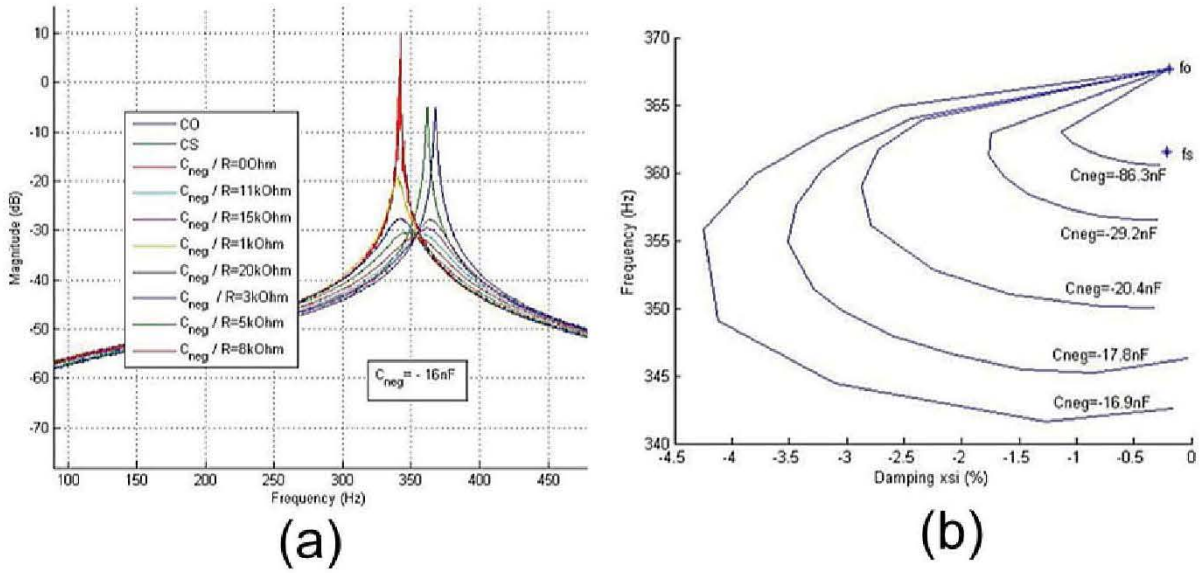 10
0
-10
-20
-30
-40
-50
-60
-70
Magnitude (dB)
CO
CS
Cneg / R=0Ohm
Cneg / R=11kOhm
Cneg / R=15kOhm
Cneg / R=1kOhm
Cneg / R=20kOhm
Cneg / R=3kOhm
Cneg / R=5kOhm
Cneg / R=8kOhm
Cneg= - 16nF
100 150 200 250 300 350 400 450
Frequency (Hz)
(a)
370
365
360
355
350
345
340
Frequency (Hz)
fo
fs
Cneg=-86.3nF
Cneg=-29.2nF
Cneg=-20.4nF
Cneg=-17.8nF
Cneg=-16.9nF
-4.5 -4 -3.5 -3 -2.5 -2 -1.5 -1 -0.5 0
Damping xsi (%)
(b)